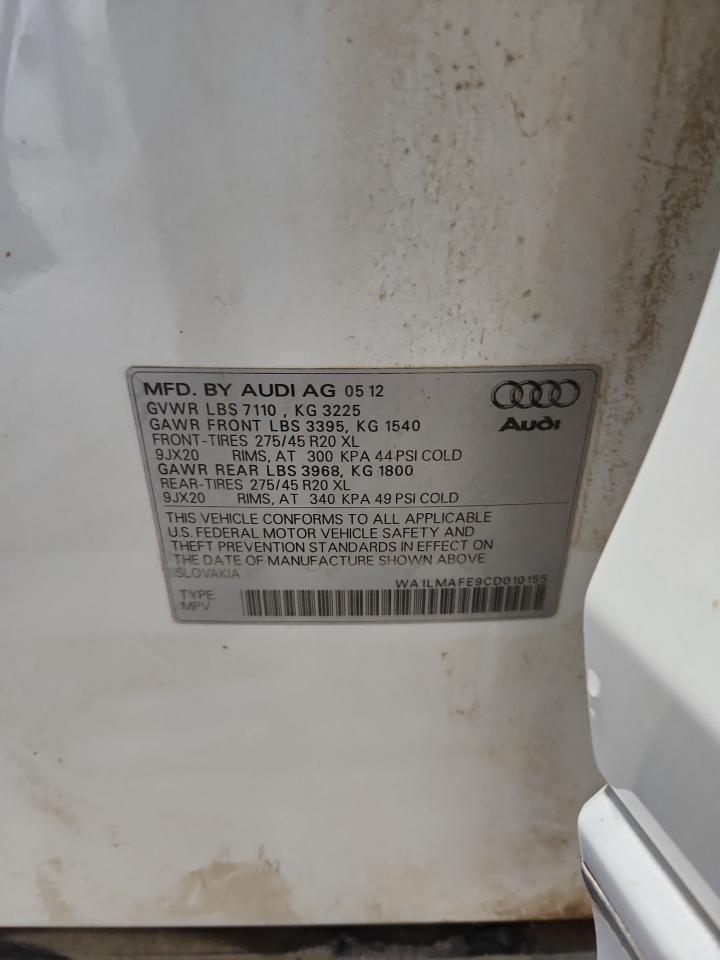 MFD. BY AUDI AG 05 12
GVWR LBS 7110 , KG 3225
GAWR FRONT LBS 3395, KG 1540
FRONT-TIRES 275/45 R20 XL
9JX20 RIMS, AT 300 KPA 44 PSI COLD
GAWR REAR LBS 3968, KG 1800
REAR-TIRES 275/45 R20 XL
9JX20 RIMS, AT 340 KPA 49 PSI COLD
Audi
THIS VEHICLE CONFORMS TO ALL APPLICABLE
U.S. FEDERAL MOTOR VEHICLE SAFETY AND
THEFT PREVENTION STANDARDS IN EFFECT ON
THE DATE OF MANUFACTURE SHOWN ABOVE
SLOVAKIA
WA1LMAFE9CD010155
TYPE:
MPV